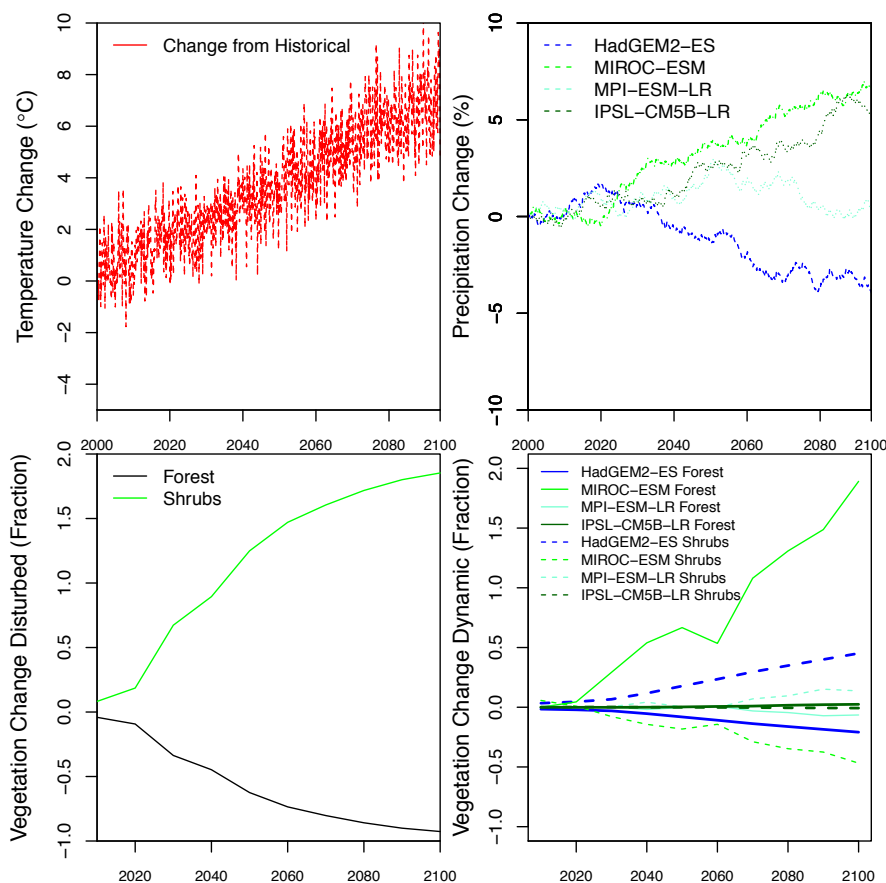 Temperature Change (°C)
10
8
6
4
2
0
−2
−4
Change from Historical
2000
2020
2040
2060
2080
2100
Precipitation Change (%)
10
5
0
−5
−10
HadGEM2−ES
MIROC−ESM
MPI−ESM−LR
IPSL−CM5B−LR
2000
2020
2040
2060
2080
2100
Vegetation Change Disturbed (Fraction)
2.0
1.5
1.0
0.5
0.0
−0.5
−1.0
Forest
Shrubs
2020
2040
2060
2080
2100
Vegetation Change Dynamic (Fraction)
2.0
1.5
1.0
0.5
0.0
−0.5
−1.0
HadGEM2−ES Forest
MIROC−ESM Forest
MPI−ESM−LR Forest
IPSL−CM5B−LR Forest
HadGEM2−ES Shrubs
MIROC−ESM Shrubs
MPI−ESM−LR Shrubs
IPSL−CM5B−LR Shrubs
2020
2040
2060
2080
2100